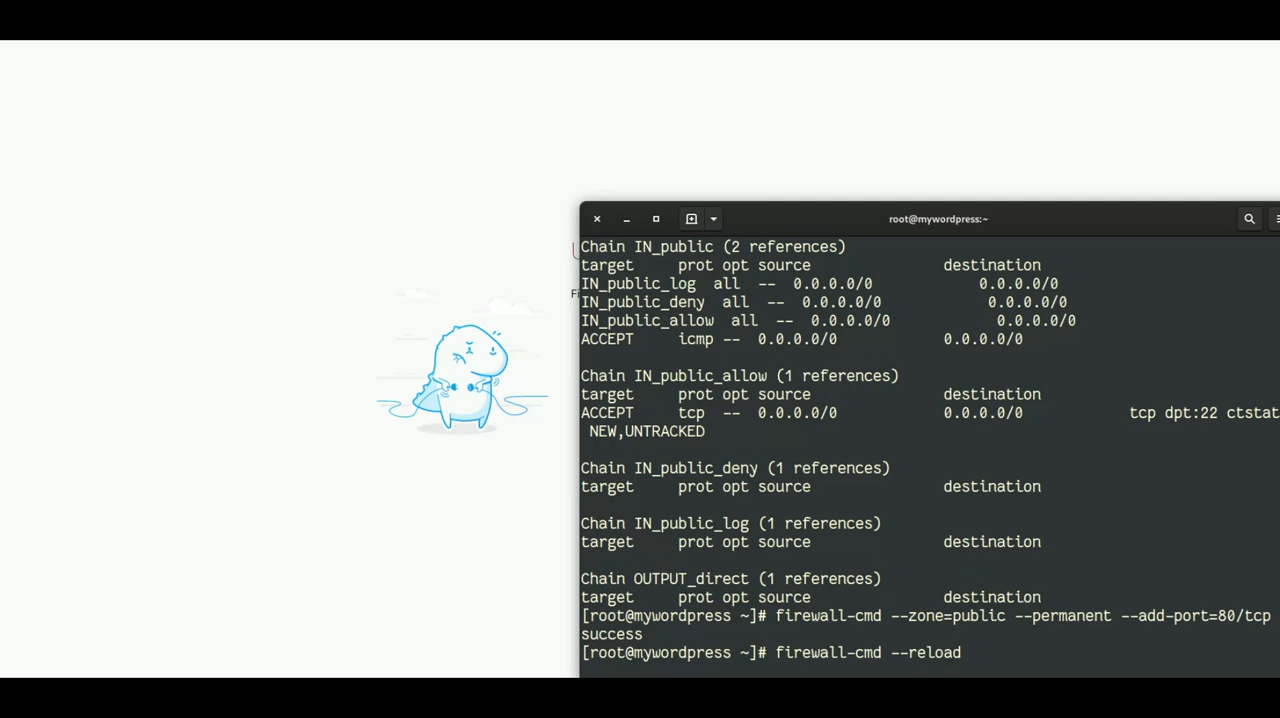 root@mywordpress:~
Chain IN_public (2 references)
target     prot opt source               destination
IN_public_log  all  --  0.0.0.0/0            0.0.0.0/0
IN_public_deny  all  --  0.0.0.0/0            0.0.0.0/0
IN_public_allow  all  --  0.0.0.0/0            0.0.0.0/0
ACCEPT     icmp --  0.0.0.0/0            0.0.0.0/0
Chain IN_public_allow (1 references)
target     prot opt source               destination
ACCEPT     tcp  --  0.0.0.0/0            0.0.0.0/0            tcp dpt:22 ctstat
NEW,UNTRACKED
Chain IN_public_deny (1 references)
target     prot opt source               destination
Chain IN_public_log (1 references)
target     prot opt source               destination
Chain OUTPUT_direct (1 references)
target     prot opt source               destination
[root@mywordpress ~]# firewall-cmd --zone=public --permanent --add-port=80/tcp
success
[root@mywordpress ~]# firewall-cmd --reload